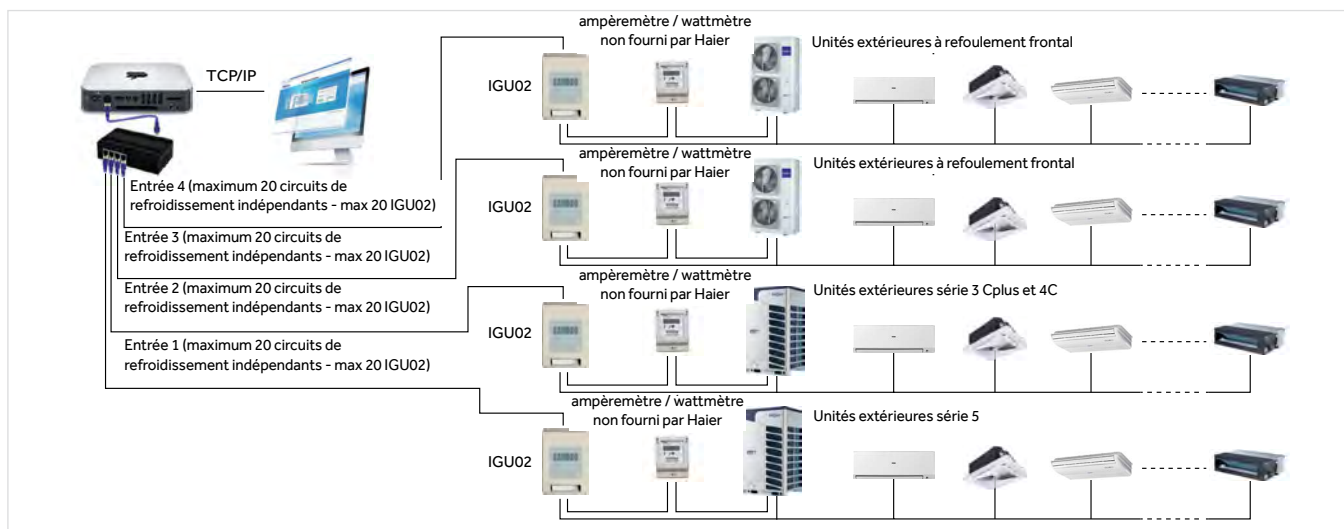 ampèremètre / wattmètre
non fourni par Haier
Unités extérieures à refoulement frontal
TCP/IP
IGU02
ampèremètre / wattmètre
non fourni par Haier
Unités extérieures à refoulement frontal
Entrée 4 (maximum 20 circuits de
refroidissement indépendants - max 20 IGU02)
IGU02
Entrée 3 (maximum 20 circuits de
refroidissement indépendants - max 20 IGU02)
ampèremètre / wattmètre
non fourni par Haier
Unités extérieures série 3 Cplus et 4C
Entrée 2 (maximum 20 circuits de
refroidissement indépendants - max 20 IGU02)
IGU02
Entrée 1 (maximum 20 circuits de
refroidissement indépendants - max 20 IGU02)
ampèremètre / wattmètre
non fourni par Haier
Unités extérieures série 5
IGU02